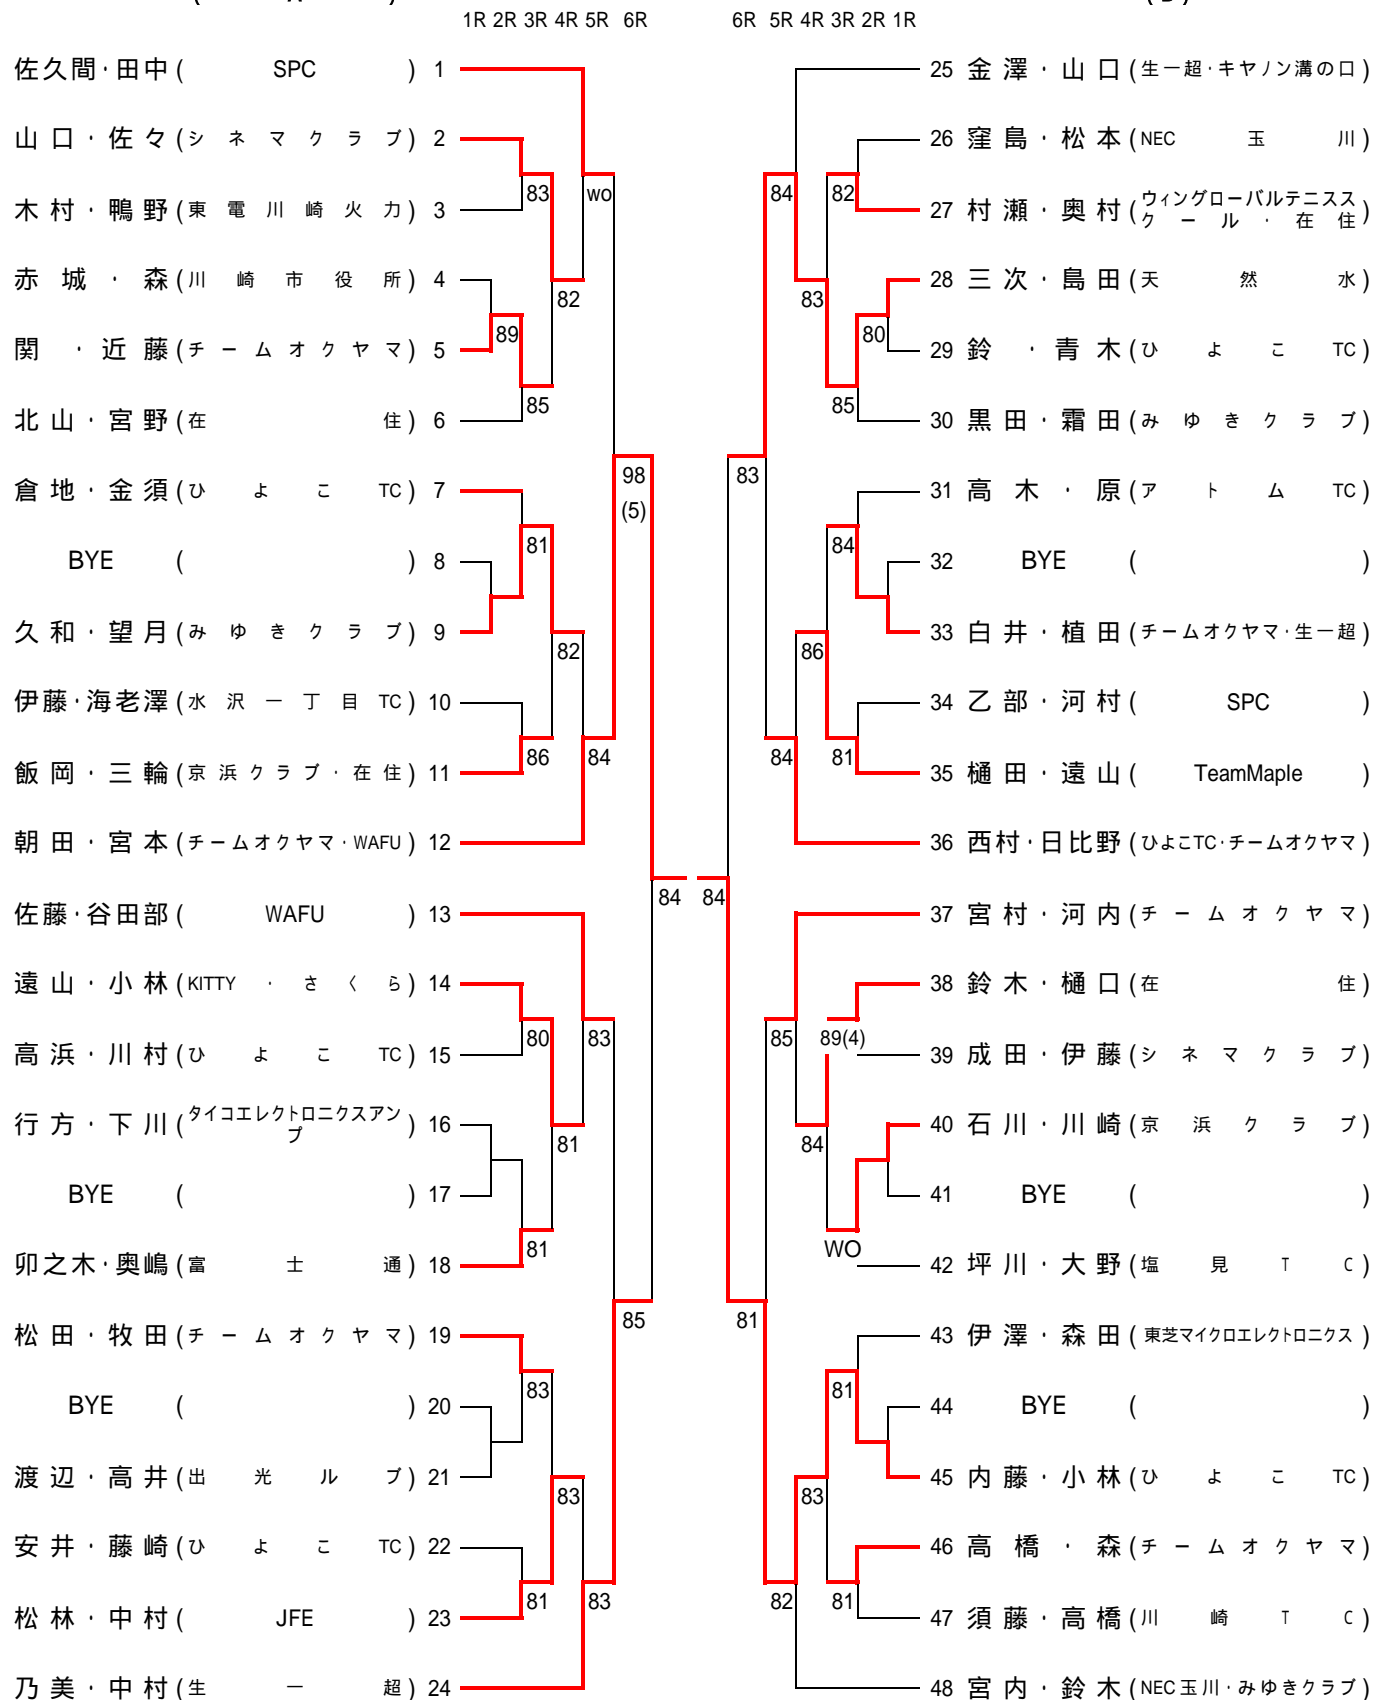 1R 2R 3R 4R 5R 6R 6R 5R 4R 3R 2R 1R
佐久間・田中 ( SPC ) 1
山口・佐々 (シネマクラブ) 2
木村・鴨野 (東電川崎火力) 3
赤城・森 (川崎市役所) 4
関・近藤 (チームオクヤマ) 5
北山・宮野 (在住) 6
倉地・金須 (ひよこTC) 7
BYE ( ) 8
久和・望月 (みゆきクラブ) 9
伊藤・海老澤 (水沢一丁目TC) 10
飯岡・三輪 (京浜クラブ・在住) 11
朝田・宮本 (チームオクヤマ・WAFU) 12
佐藤・谷田部 ( WAFU ) 13
遠山・小林 (KITTY・さくら) 14
高浜・川村 (ひよこTC) 15
行方・下川 (タイコエレクトロニクスアンプ) 16
BYE ( ) 17
卯之木・奥嶋 (富士通) 18
松田・牧田 (チームオクヤマ) 19
BYE ( ) 20
渡辺・高井 (出光ルブ) 21
安井・藤崎 (ひよこTC) 22
松林・中村 ( JFE ) 23
乃美・中村 (生一超) 24
83
wo
82
89
85
98
(5)
81
82
86
84
84
80
83
81
81
85
83
83
81
83
25 金澤・山口 (生一超・キヤノン溝の口)
26 窪島・松本 (NEC玉川)
27 村瀬・奥村 (ウィングローバルテニススクール・在住)
28 三次・島田 (天然水)
29 鈴・青木 (ひよこTC)
30 黒田・霜田 (みゆきクラブ)
31 高木・原 (アトムTC)
32 BYE ( )
33 白井・植田 (チームオクヤマ・生一超)
34 乙部・河村 ( SPC )
35 樋田・遠山 ( TeamMaple )
36 西村・日比野 (ひよこTC・チームオクヤマ)
37 宮村・河内 (チームオクヤマ)
38 鈴木・樋口 (在住)
39 成田・伊藤 (シネマクラブ)
40 石川・川崎 (京浜クラブ)
41 BYE ( )
42 坪川・大野 (塩見TC)
43 伊澤・森田 (東芝マイクロエレクトロニクス)
44 BYE ( )
45 内藤・小林 (ひよこTC)
46 高橋・森 (チームオクヤマ)
47 須藤・高橋 (川崎TC)
48 宮内・鈴木 (NEC玉川・みゆきクラブ)
84
82
83
80
85
83
84
86
84
81
84
85
89(4)
84
WO
81
81
83
82
81